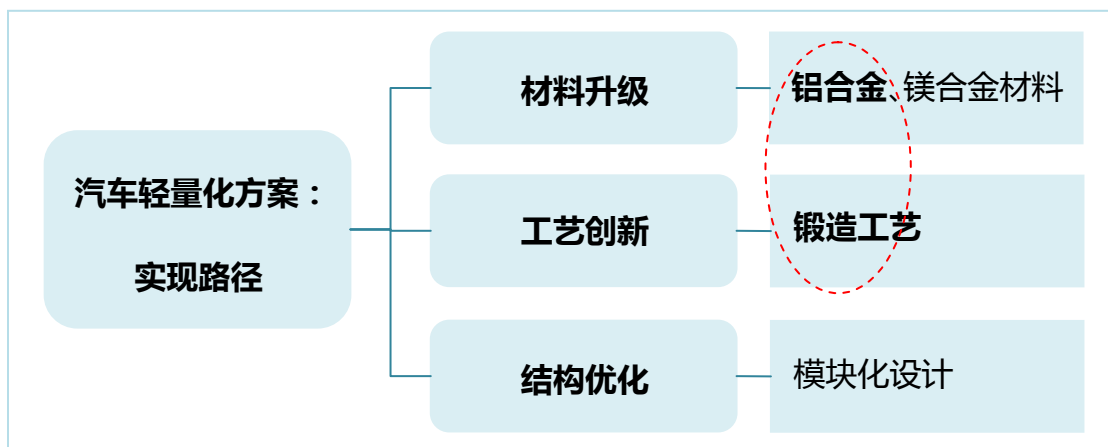 汽车轻量化方案：
实现路径
材料升级
铝合金、镁合金材料
工艺创新
锻造工艺
结构优化
模块化设计